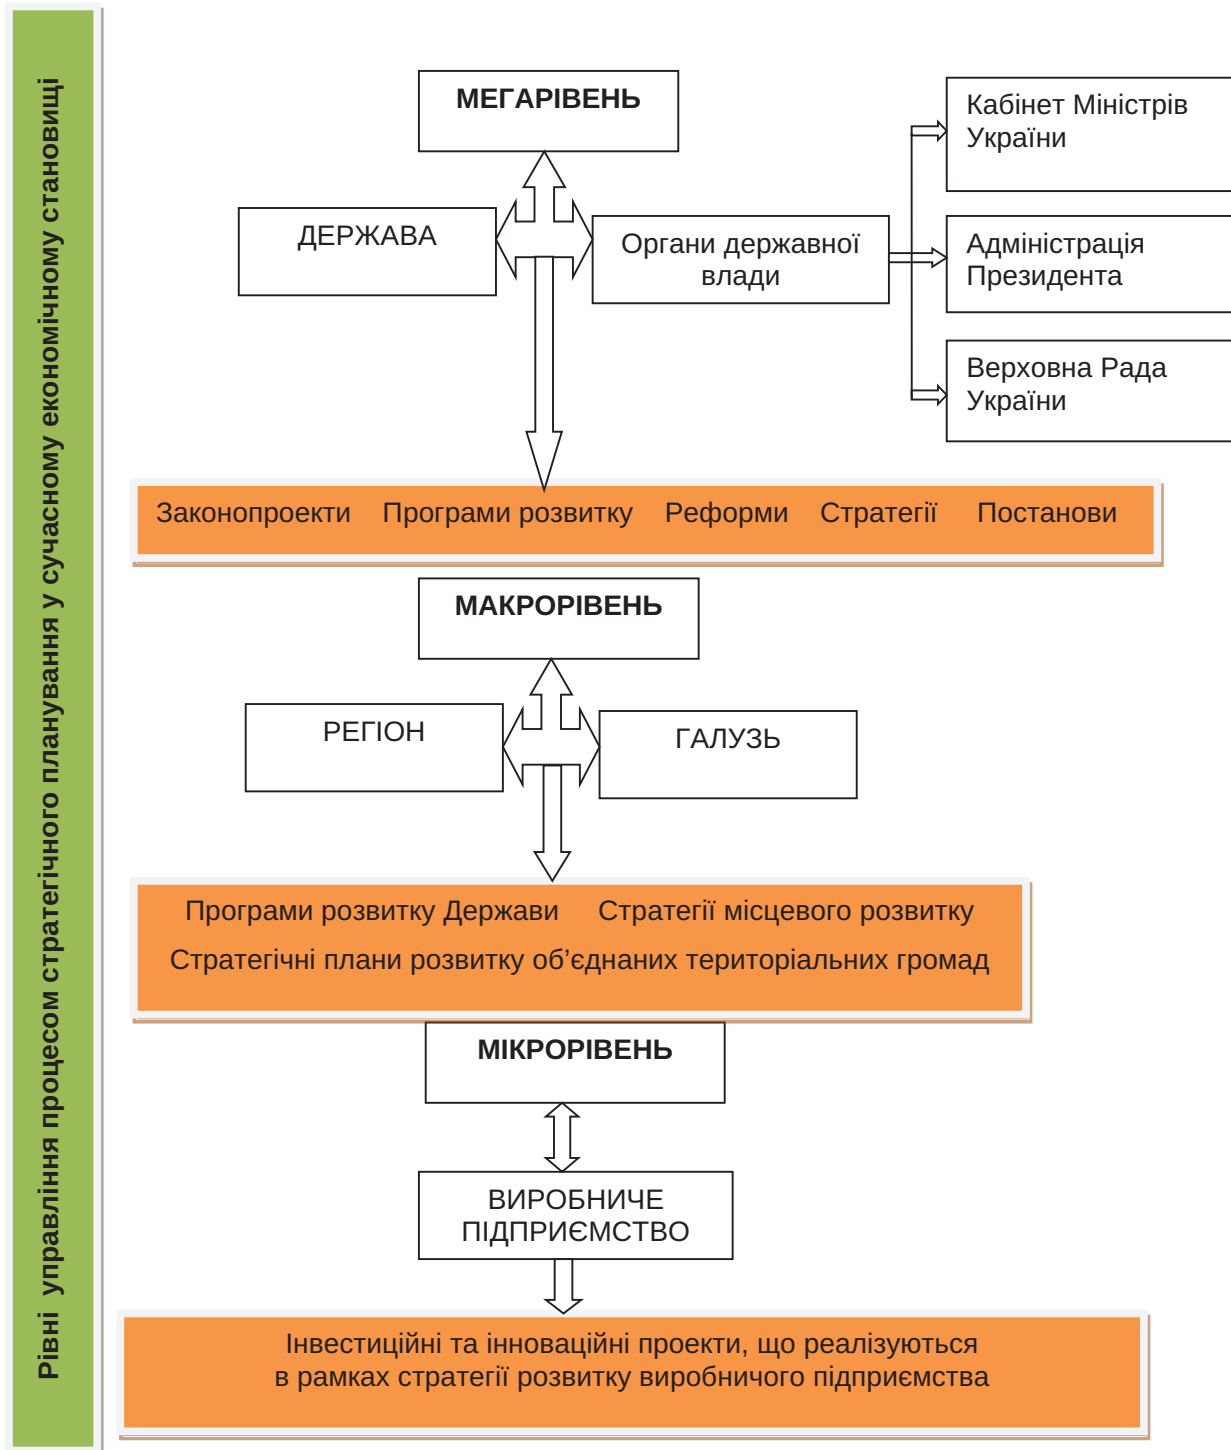 Рівні управління процесом стратегічного планування у сучасному економічному становищі
МЕГАРІВЕНЬ
ДЕРЖАВА
Органи державної
влади
Кабінет Міністрів
України
Адміністрація
Президента
Верховна Рада
України
Законопроекти Програми розвитку Реформи Стратегії Постанови
МАКРОРІВЕНЬ
РЕГІОН
ГАЛУЗЬ
Програми розвитку Держави Стратегії місцевого розвитку
Стратегічні плани розвитку об’єднаних територіальних громад
МІКРОРІВЕНЬ
ВИРОБНИЧЕ
ПІДПРИЄМСТВО
Інвестиційні та інноваційні проекти, що реалізуються
в рамках стратегії розвитку виробничого підприємства